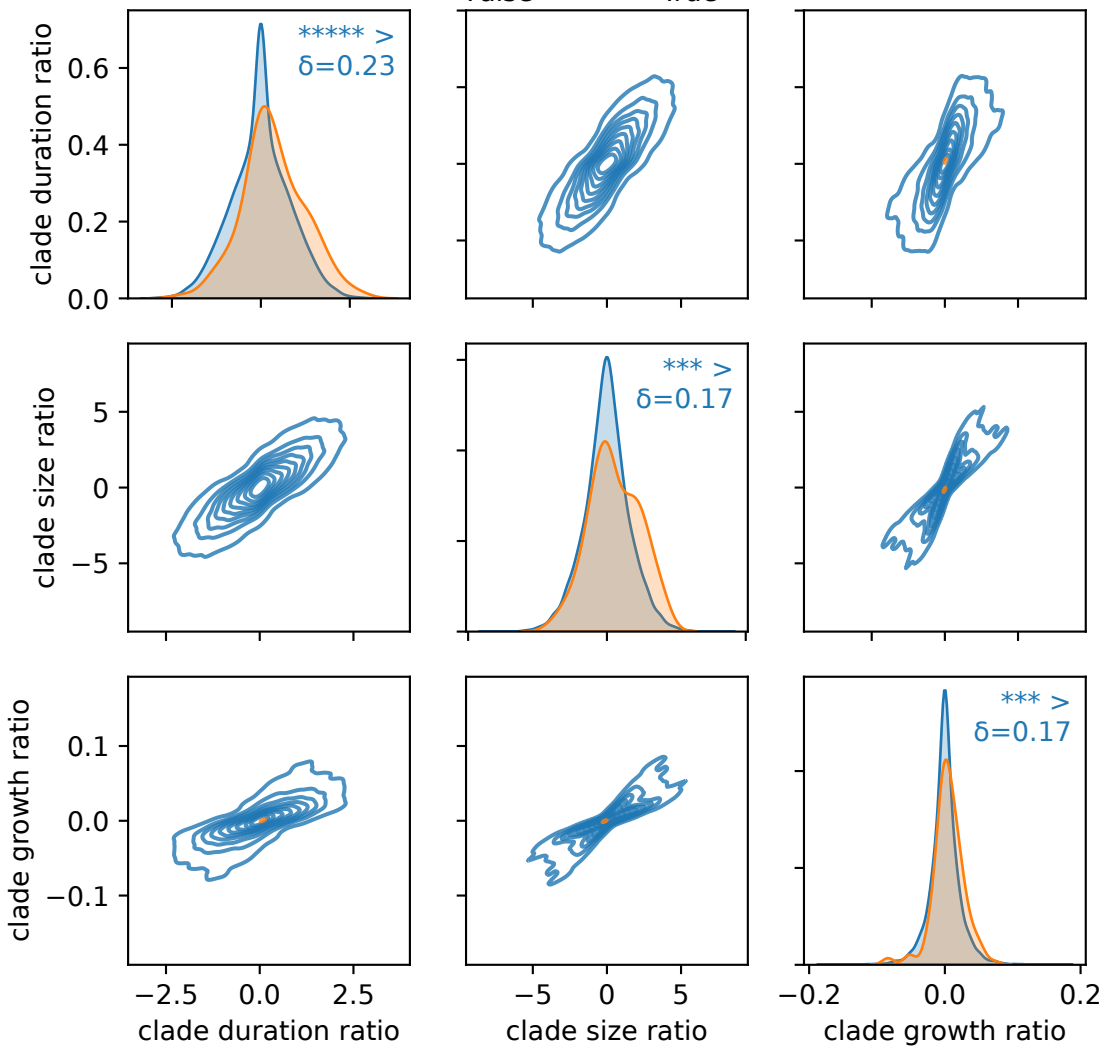 ***** >
δ=0.23
clade duration ratio
0.6
0.4
0.2
0.0
*** >
δ=0.17
clade size ratio
5
0
−5
*** >
δ=0.17
clade growth ratio
0.1
0.0
−0.1
−2.5 0.0 2.5
−5 0 5
−0.2 0.0 0.2
clade duration ratio
clade size ratio
clade growth ratio